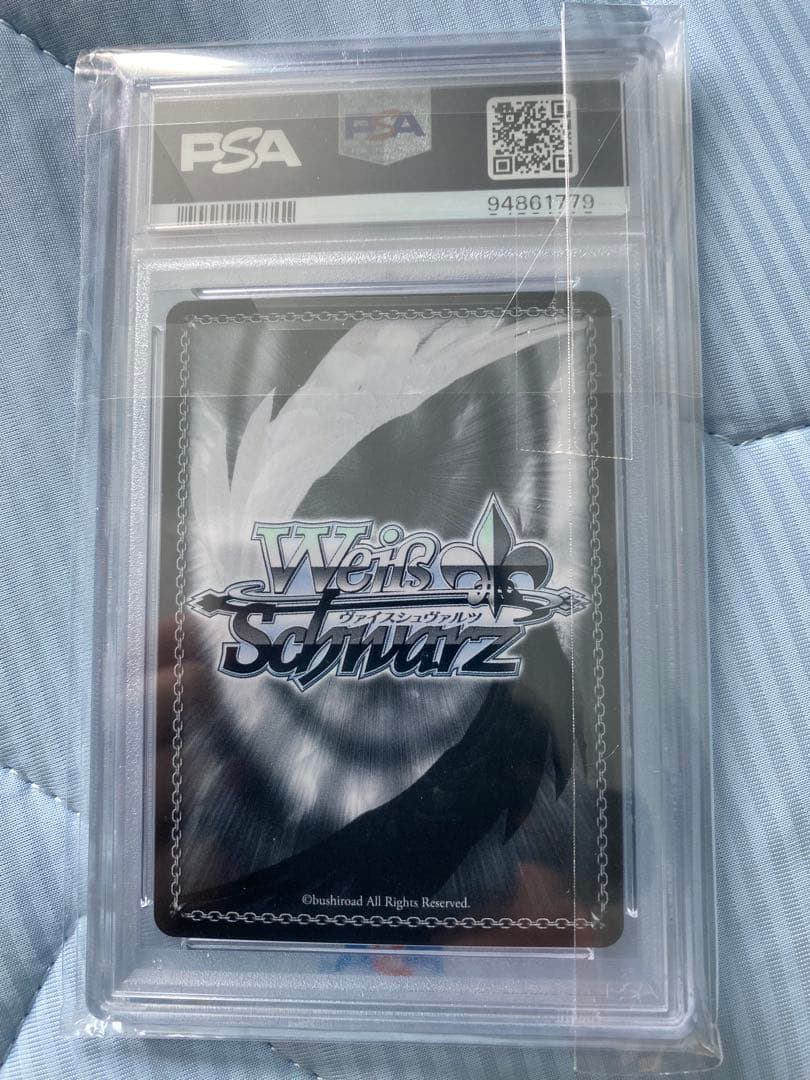 PSA
PSA
94861779
Weiß
ヴァイスシュヴァルツ
Schwarz
©bushiroad All Rights Reserved.
PSA